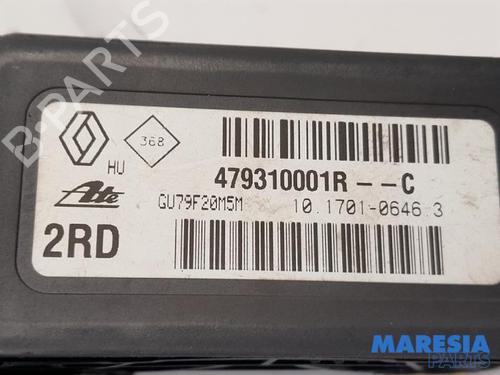 B-PARTS
368
HU
479310001R--C
Ate
GU79F20M5M
10.1701-0646.3
2RD
MARESIA
PARTS